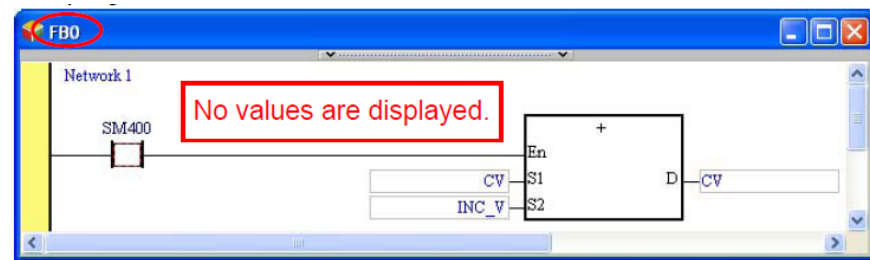 FB0
Network 1
No values are displayed.
SM400
+
En
CV S1 D CV
INC_V S2